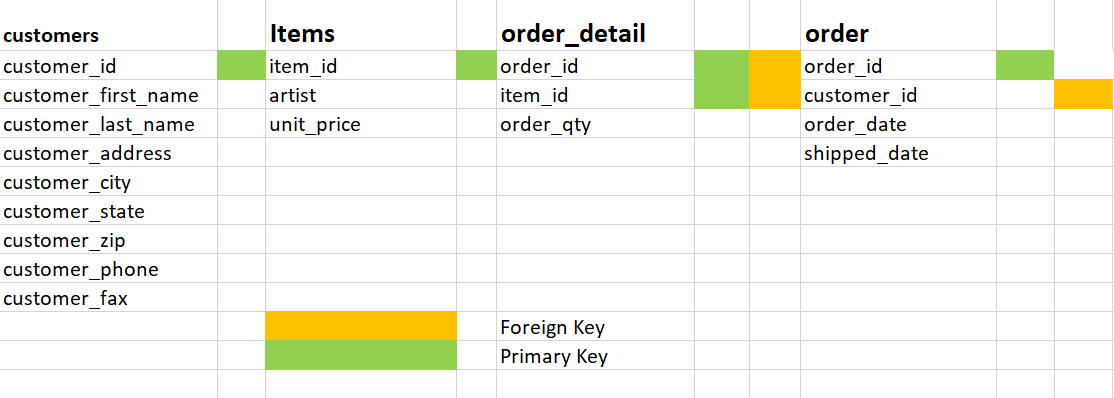 customers Items order_detail order
customer_id item_id order_id order_id
customer_first_name artist item_id customer_id
customer_last_name unit_price order_qty order_date
customer_address shipped_date
customer_city
customer_state
customer_zip
customer_phone
customer_fax
Foreign Key
Primary Key